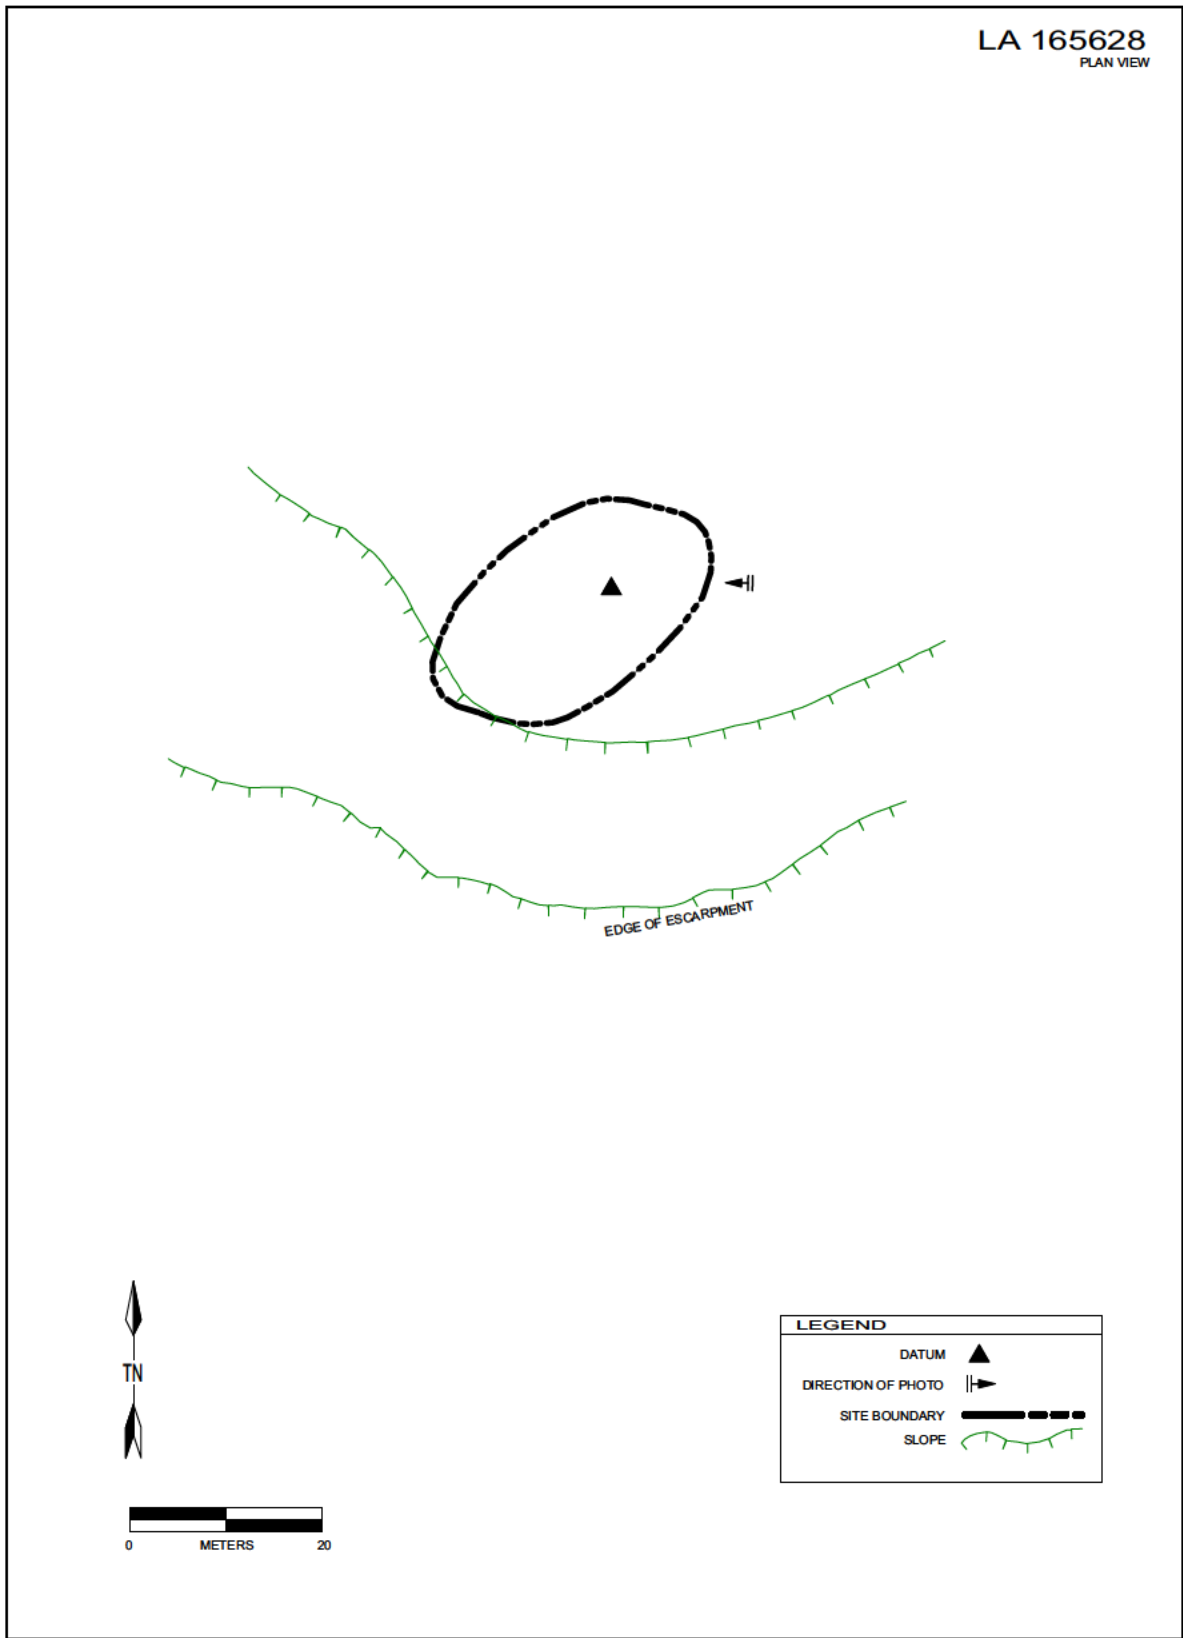 LA 165628
PLAN VIEW
EDGE OF ESCARPMENT
TN
LEGEND
DATUM
DIRECTION OF PHOTO
SITE BOUNDARY
SLOPE
0 METERS 20